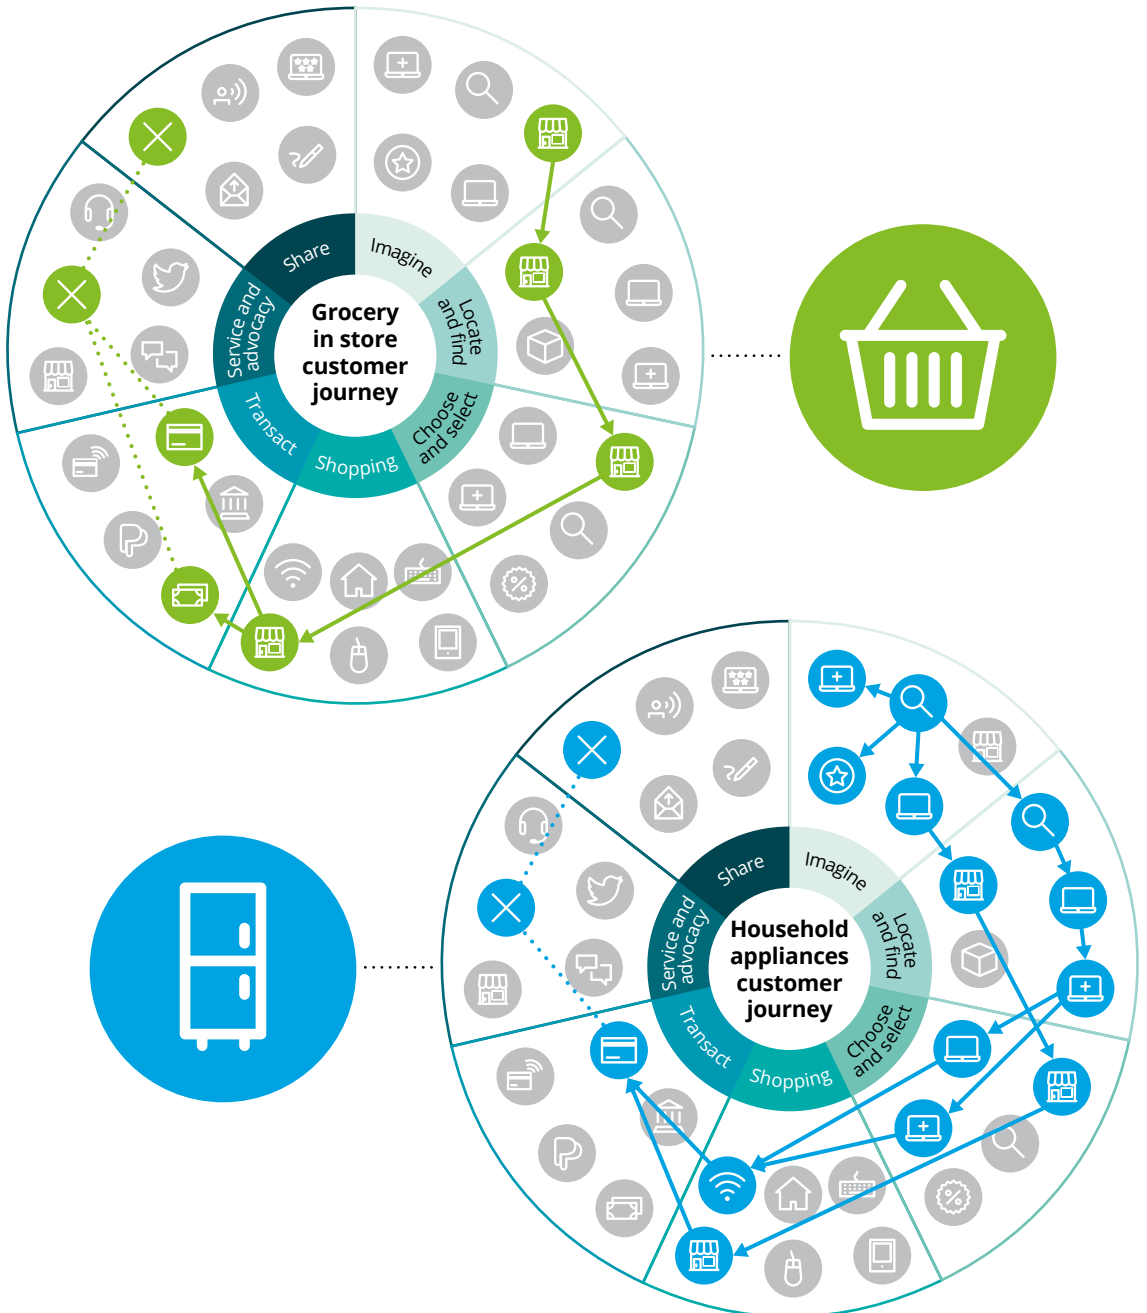 Share
Imagine
Locate
and find
Choose
and select
Shopping
Transact
Service and
advocacy
Grocery
in store
customer
journey
Share
Imagine
Locate
and find
Choose
and select
Shopping
Transact
Service and
advocacy
Household
appliances
customer
journey